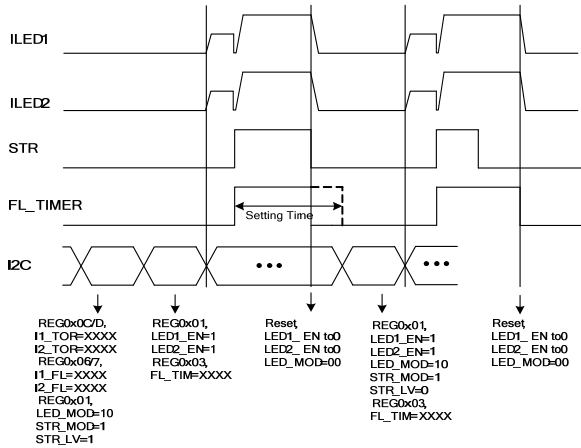 ILED1
ILED2
STR
FL_TIMER
Setting Time
I2C
•••
•••
REG0x0C/D,
I1_TOR=XXXX
I2_TOR=XXXX
REG0x06/7,
I1_FL=XXXX
I2_FL=XXXX
REG0x01,
LED_MOD=10
STR_MOD=1
STR_LV=1
REG0x01,
LED1_EN=1
LED2_EN=1
REG0x03,
FL_TIM=XXXX
Reset,
LED1_ EN to0
LED2_ EN to0
LED_MOD=00
REG0x01,
LED1_EN=1
LED2_EN=1
LED_MOD=10
STR_MOD=1
STR_LV=0
REG0x03,
FL_TIM=XXXX
Reset,
LED1_ EN to0
LED2_ EN to0
LED_MOD=00